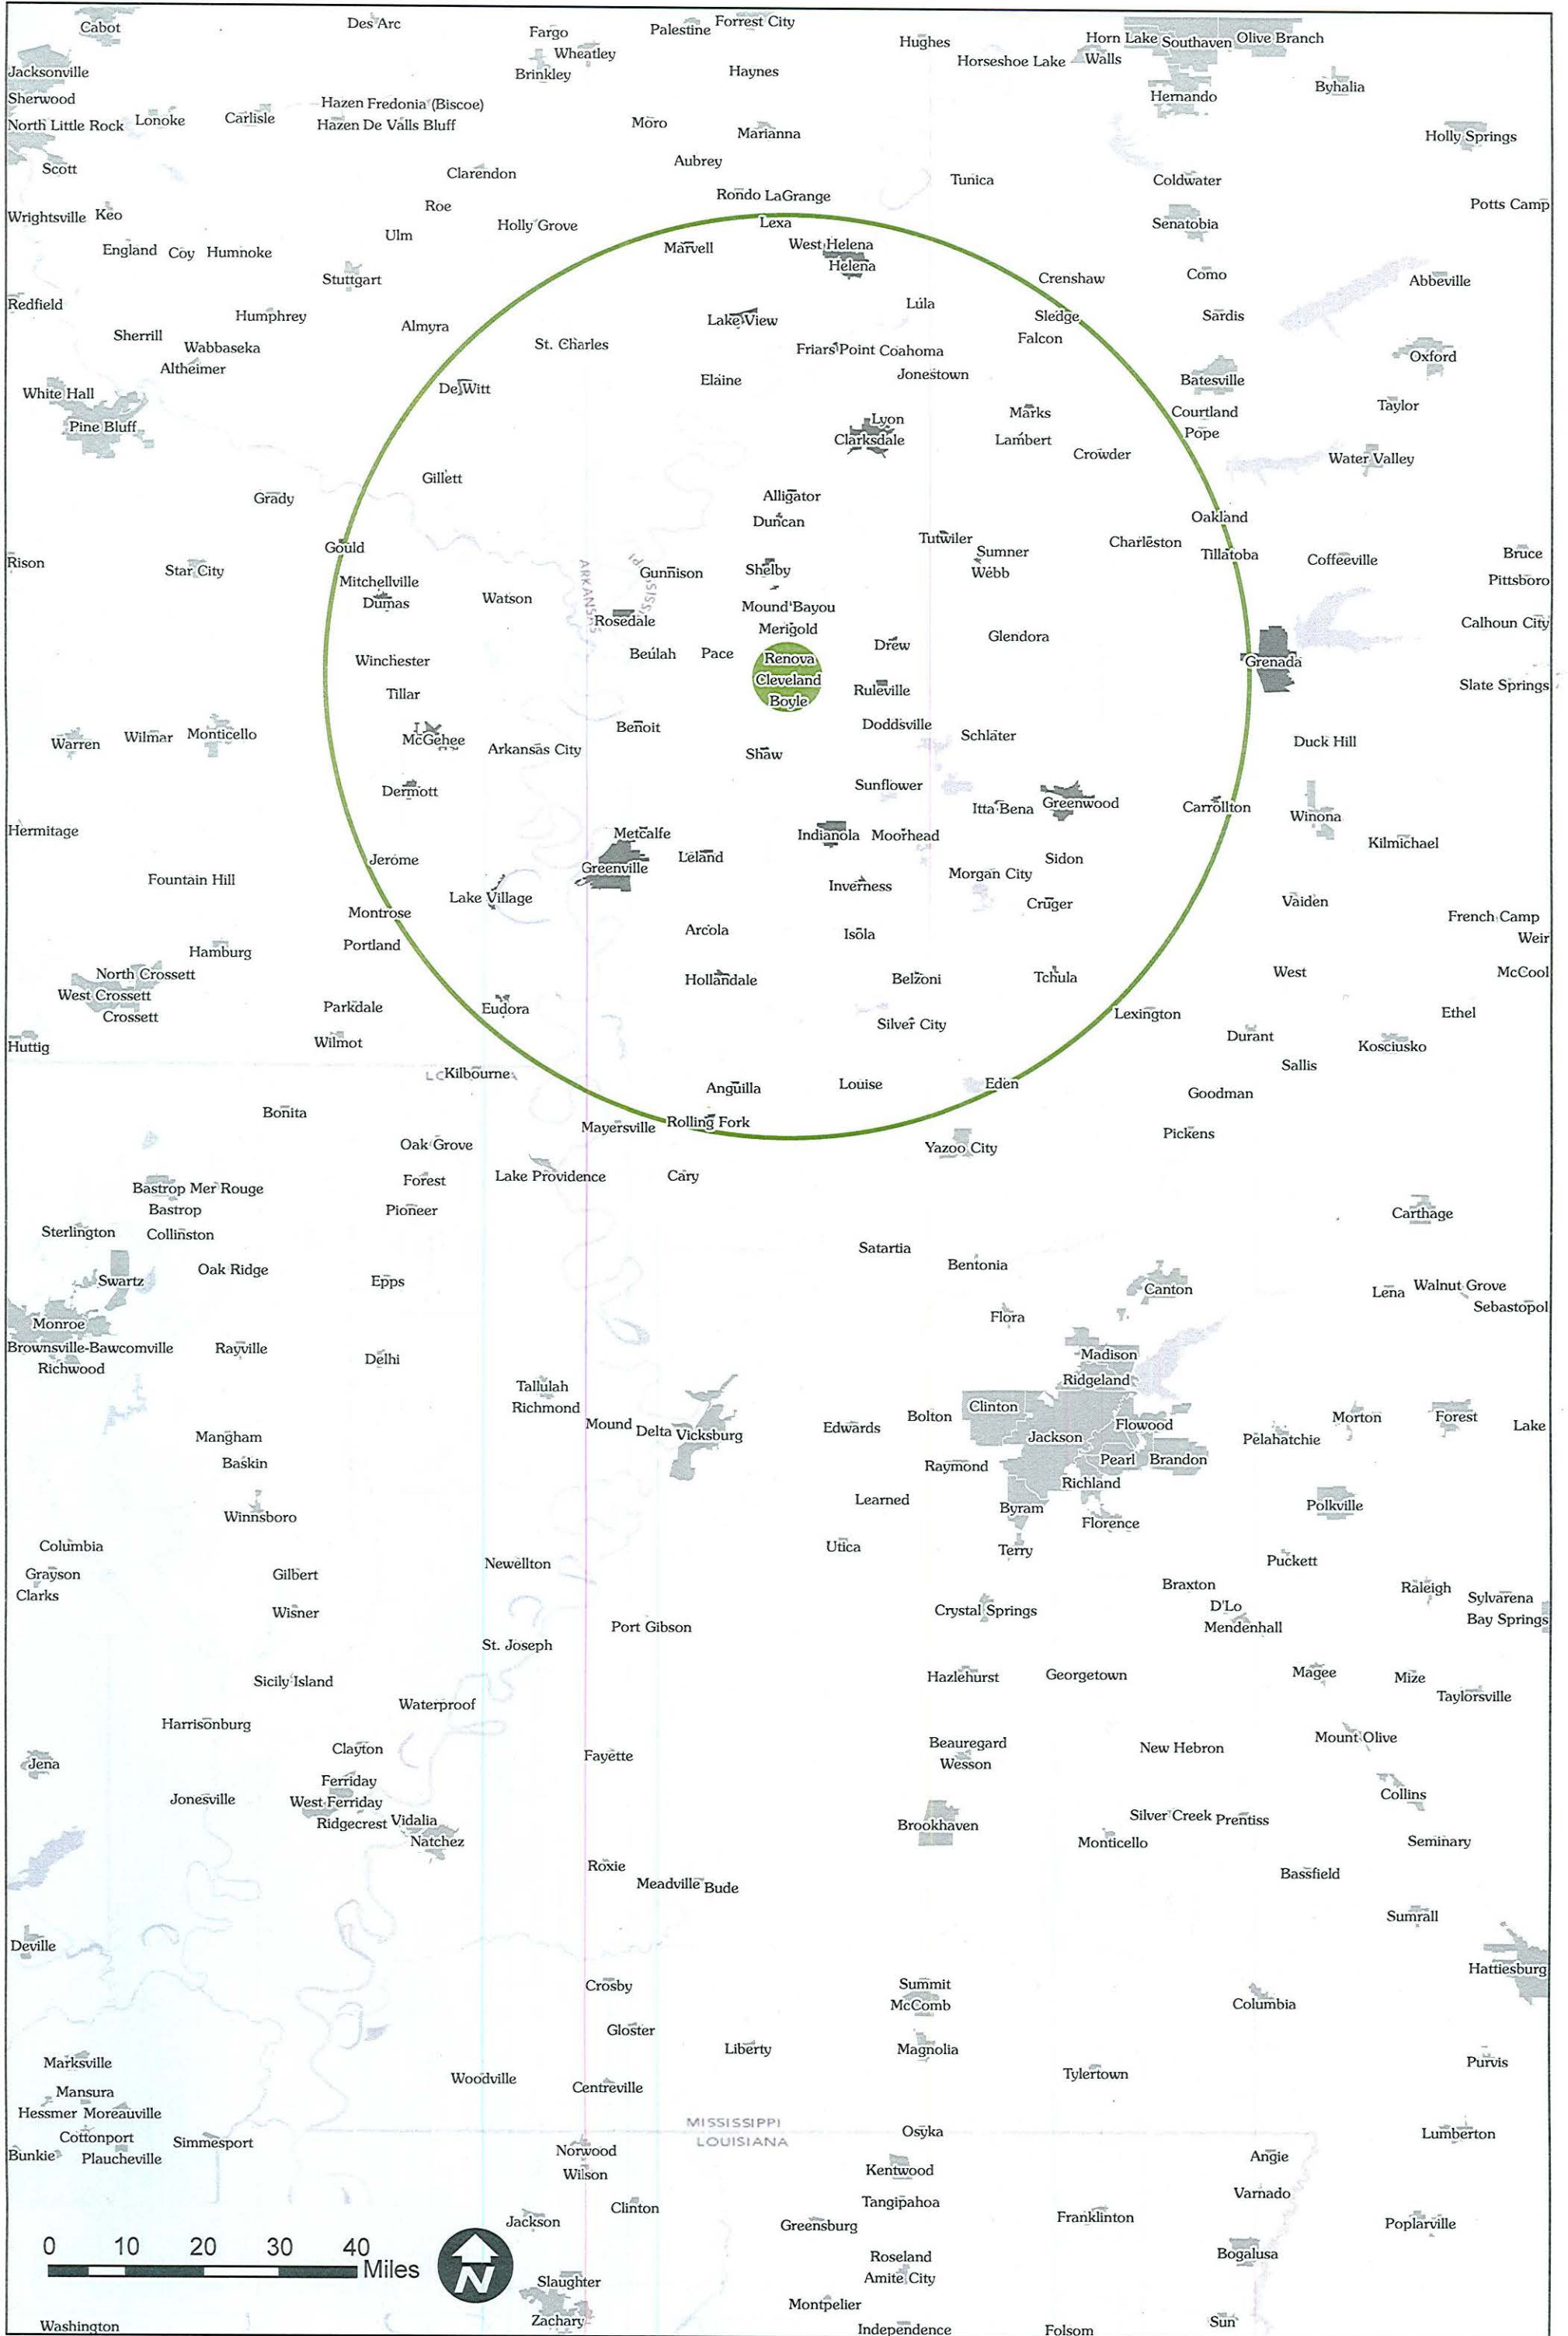 Cabot
Des Arc
Fargo
Palestine
Forrest City
Hughes
Horn Lake
Southaven
Olive Branch
Wheatley
Horseshoe Lake
Walls
Jacksonville
Brinkley
Haynes
Byhalia
Sherwood
Hernando
Hazen Fredonia (Biscoe)
North Little Rock
Lonoke
Carlisle
Hazen De Valls Bluff
Moro
Marianna
Holly Springs
Scott
Clarendon
Aubrey
Tunica
Coldwater
Rondo LaGrange
Wrightsville
Keo
Roe
Holly Grove
Lexa
Senatobia
Potts Camp
England
Coy
Humnoke
Ulm
Marvell
West Helena
Helena
Stuttgart
Crenshaw
Como
Abbeville
Redfield
Humphrey
Lula
Sledge
Sardis
Sherrill
Almyra
Lake View
Falcon
Wabbaseka
St. Charles
Friars Point Coahoma
Oxford
Altheimer
Elaine
Jonestown
Batesville
White Hall
De Witt
Pine Bluff
Lyon
Marks
Courtland
Taylor
Clarksdale
Lambert
Pope
Crowder
Water Valley
Gillett
Grady
Alligator
Duncan
Oakland
Gould
Tutwiler
Sumner
Charleston
Tillatoba
Coffeeville
Bruce
Rison
Star City
Gunnison
Shelby
Webb
Pittsboro
ARKANSAS
MISSISSIPPI
Mitchellville
Dumas
Watson
Rosedale
Mound Bayou
Merigold
Glendora
Calhoun City
Winchester
Beulah
Pace
Renova
Drew
Grenada
Cleveland
Tillar
Boyle
Ruleville
Slate Springs
Warren
Wilmar
Monticello
McGehee
Arkansas City
Benoit
Shaw
Doddsville
Schlater
Duck Hill
Dermott
Sunflower
Itta Bena
Greenwood
Carrollton
Winona
Hermitage
Metcalfe
Indianola
Moorhead
Kilmichael
Jerome
Greenville
Leland
Sidon
Fountain Hill
Lake Village
Inverness
Morgan City
Cruger
Vaiden
Montrose
French Camp
Portland
Arcola
Isola
Weir
Hamburg
North Crossett
West Crossett
Crossett
Hollandale
Belzoni
Tchula
West
McCool
Parkdale
Eudora
Silver City
Lexington
Ethel
Huttig
Wilmot
Durant
Kosciusko
Sallis
Kilbourne
Anguilla
Louise
Eden
Goodman
Bonita
Mayersville
Rolling Fork
Pickens
Oak Grove
Yazoo City
Forest
Lake Providence
Cary
Bastrop Mer Rouge
Bastrop
Pioneer
Carthage
Sterlington
Collinston
Satartia
Bentonia
Oak Ridge
Epps
Swartz
Canton
Lena
Walnut Grove
Sebastopol
Monroe
Flora
Brownsville-Bawcomville
Rayville
Delhi
Madison
Richwood
Ridgeland
Tallulah
Richmond
Mound
Delta
Vicksburg
Edwards
Bolton
Clinton
Jackson
Flowood
Pelahatchie
Morton
Forest
Lake
Mangham
Baskin
Raymond
Pearl
Brandon
Richland
Winnsboro
Learned
Byram
Florence
Polkville
Columbia
Utica
Terry
Puckett
Grayson
Clarks
Gilbert
Newellton
Braxton
Raleigh
Sylvarena
Wisner
Crystal Springs
D'Lo
Mendenhall
Bay Springs
St. Joseph
Port Gibson
Sicily Island
Hazlehurst
Georgetown
Magee
Mize
Taylorsville
Waterproof
Harrisonburg
Clayton
Fayette
Beauregard
Wesson
New Hebron
Mount Olive
Jena
Ferriday
West Ferriday
Ridgecrest
Vidalia
Natchez
Jonesville
Collins
Brookhaven
Silver Creek
Prentiss
Monticello
Seminary
Roxie
Meadville
Bude
Bassfield
Sumrall
Deville
Hattiesburg
Crosby
Summit
McComb
Columbia
Gloster
Liberty
Magnolia
Marksville
Woodville
Tylertown
Purvis
Mansura
Centreville
Hessmer Moreauville
Cottonport
MISSISSIPPI
LOUISIANA
Osyka
Lumberton
Bunkie
Plaucheville
Simmesport
Norwood
Wilson
Kentwood
Angie
Clinton
Tangipahoa
Varnado
Jackson
Greensburg
Franklinton
Poplarville
0 10 20 30 40
Miles
N
Roseland
Amite City
Bogalusa
Slaughter
Montpelier
Zachary
Washington
Independence
Folsom
Sun